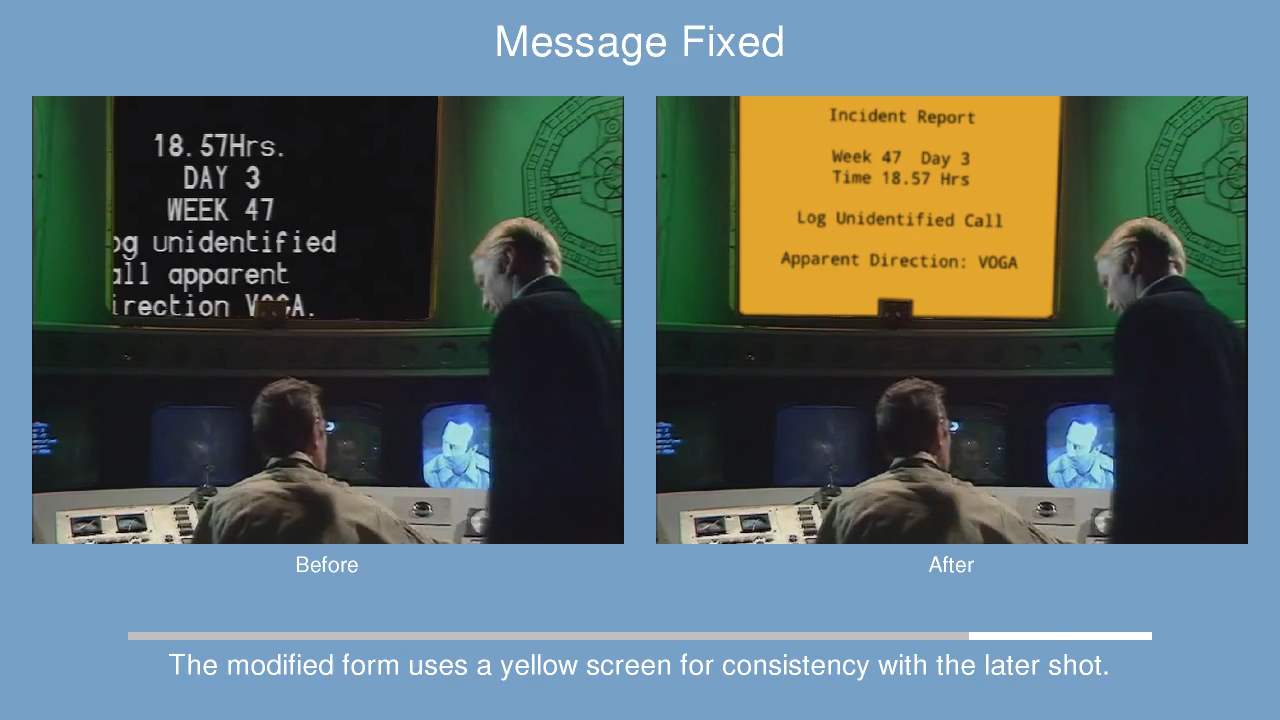 Message Fixed
18.57Hrs.
DAY 3
WEEK 47
og unidentified
all apparent
irection VOGA.
Incident Report
Week 47 Day 3
Time 18.57 Hrs
Log Unidentified Call
Apparent Direction: VOGA
Before
After
The modified form uses a yellow screen for consistency with the later shot.